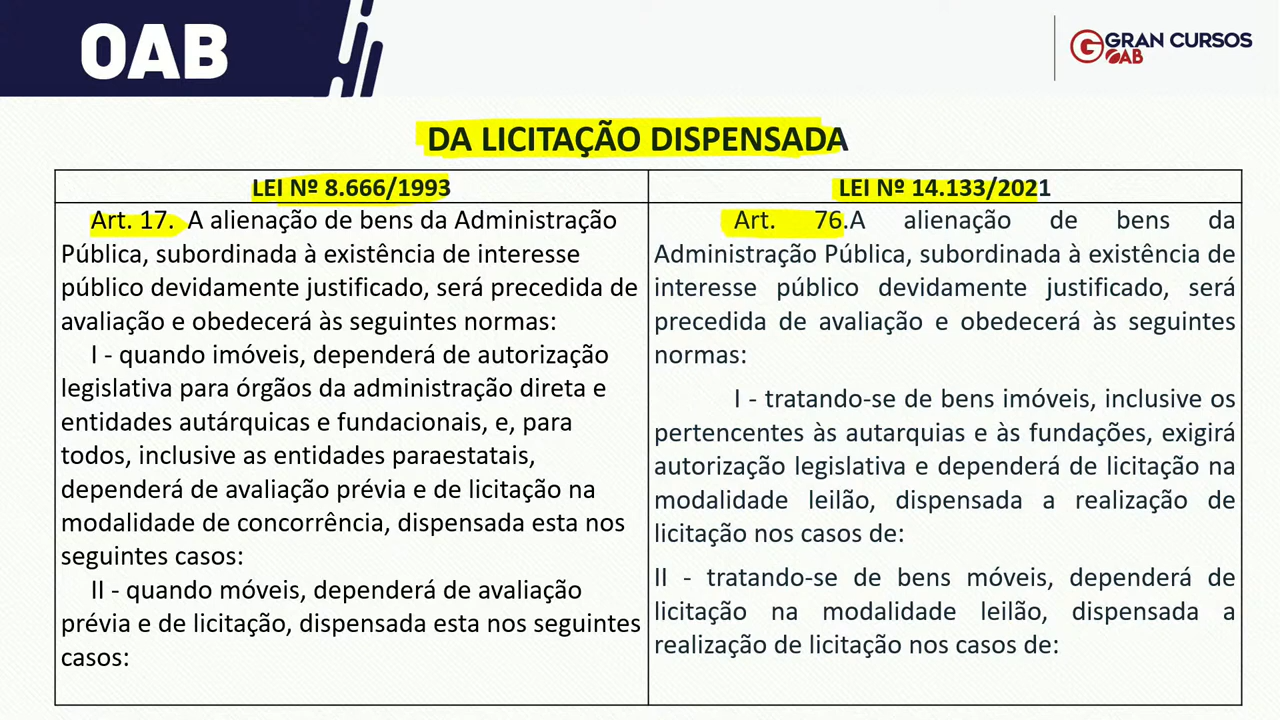 OAB
GRAN CURSOS
OAB
DA LICITAÇÃO DISPENSADA
LEI Nº 8.666/1993
Art. 17. A alienação de bens da Administração
Pública, subordinada à existência de interesse
público devidamente justificado, será precedida de
avaliação e obedecerá às seguintes normas:
I - quando imóveis, dependerá de autorização
legislativa para órgãos da administração direta e
entidades autárquicas e fundacionais, e, para
todos, inclusive as entidades paraestatais,
dependerá de avaliação prévia e de licitação na
modalidade de concorrência, dispensada esta nos
seguintes casos:
II - quando móveis, dependerá de avaliação
prévia e de licitação, dispensada esta nos seguintes
casos:
LEI Nº 14.133/2021
Art. 76.A alienação de bens da
Administração Pública, subordinada à existência de
interesse público devidamente justificado, será
precedida de avaliação e obedecerá às seguintes
normas:
I - tratando-se de bens imóveis, inclusive os
pertencentes às autarquias e às fundações, exigirá
autorização legislativa e dependerá de licitação na
modalidade leilão, dispensada a realização de
licitação nos casos de:
II - tratando-se de bens móveis, dependerá de
licitação na modalidade leilão, dispensada a
realização de licitação nos casos de: